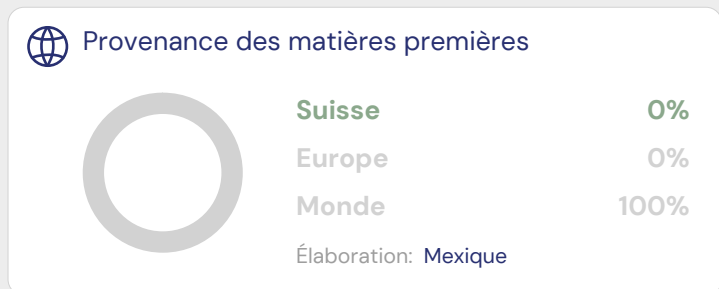 Provenance des matières premières
Suisse 0%
Europe 0%
Monde 100%
Élaboration: Mexique